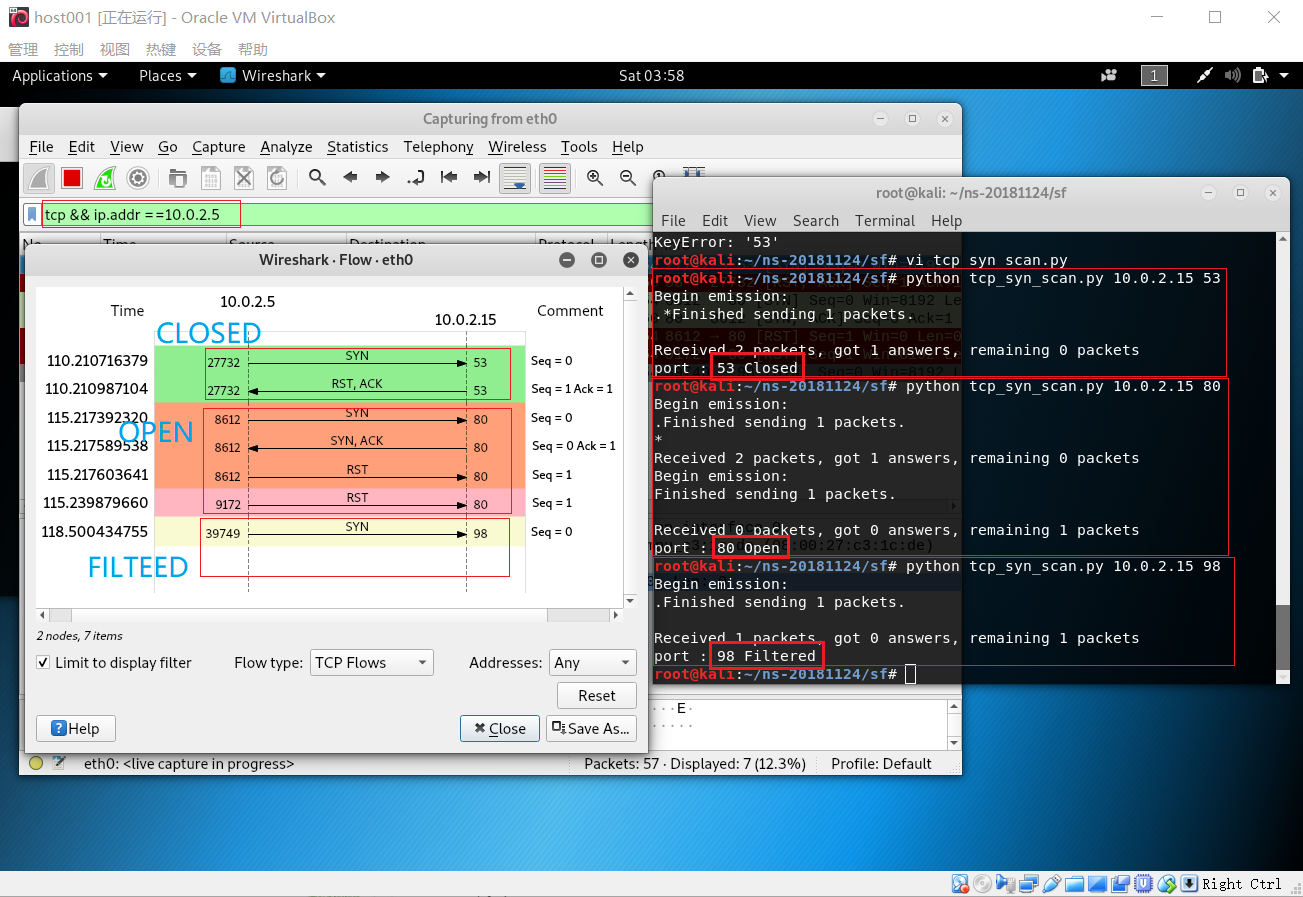 host001 [正在运行] - Oracle VM VirtualBox
管理 控制 视图 热键 设备 帮助
Applications Places Wireshark Sat 03:58 1
Capturing from eth0
File Edit View Go Capture Analyze Statistics Telephony Wireless Tools Help
tcp && ip.addr ==10.0.2.5
No. Time Source Destination Protocol Length
Wireshark · Flow · eth0
Time 10.0.2.5 10.0.2.15 Comment
CLOSED
110.210716379 27732 SYN 53 Seq = 0
110.210987104 27732 RST, ACK 53 Seq = 1 Ack = 1
115.217392320 8612 SYN 80 Seq = 0
OPEN
115.217589538 8612 SYN, ACK 80 Seq = 0 Ack = 1
115.217603641 8612 RST 80 Seq = 1
115.239879660 9172 RST 80 Seq = 1
118.500434755 39749 SYN 98 Seq = 0
FILTEED
2 nodes, 7 items
Limit to display filter Flow type: TCP Flows Addresses: Any
Reset
Help Close Save As...
eth0: <live capture in progress> Packets: 57 · Displayed: 7 (12.3%) Profile: Default
root@kali: ~/ns-20181124/sf
File Edit View Search Terminal Help
KeyError: '53'
root@kali:~/ns-20181124/sf# vi tcp_syn_scan.py
root@kali:~/ns-20181124/sf# python tcp_syn_scan.py 10.0.2.15 53
Begin emission:
.*Finished sending 1 packets.
Received 2 packets, got 1 answers, remaining 0 packets
port : 53 Closed
root@kali:~/ns-20181124/sf# python tcp_syn_scan.py 10.0.2.15 80
Begin emission:
.Finished sending 1 packets.
*
Received 2 packets, got 1 answers, remaining 0 packets
Begin emission:
Finished sending 1 packets.
Received 0 packets, got 0 answers, remaining 1 packets
port : 80 Open
root@kali:~/ns-20181124/sf# python tcp_syn_scan.py 10.0.2.15 98
Begin emission:
.Finished sending 1 packets.
Received 1 packets, got 0 answers, remaining 1 packets
port : 98 Filtered
root@kali:~/ns-20181124/sf#
Right Ctrl